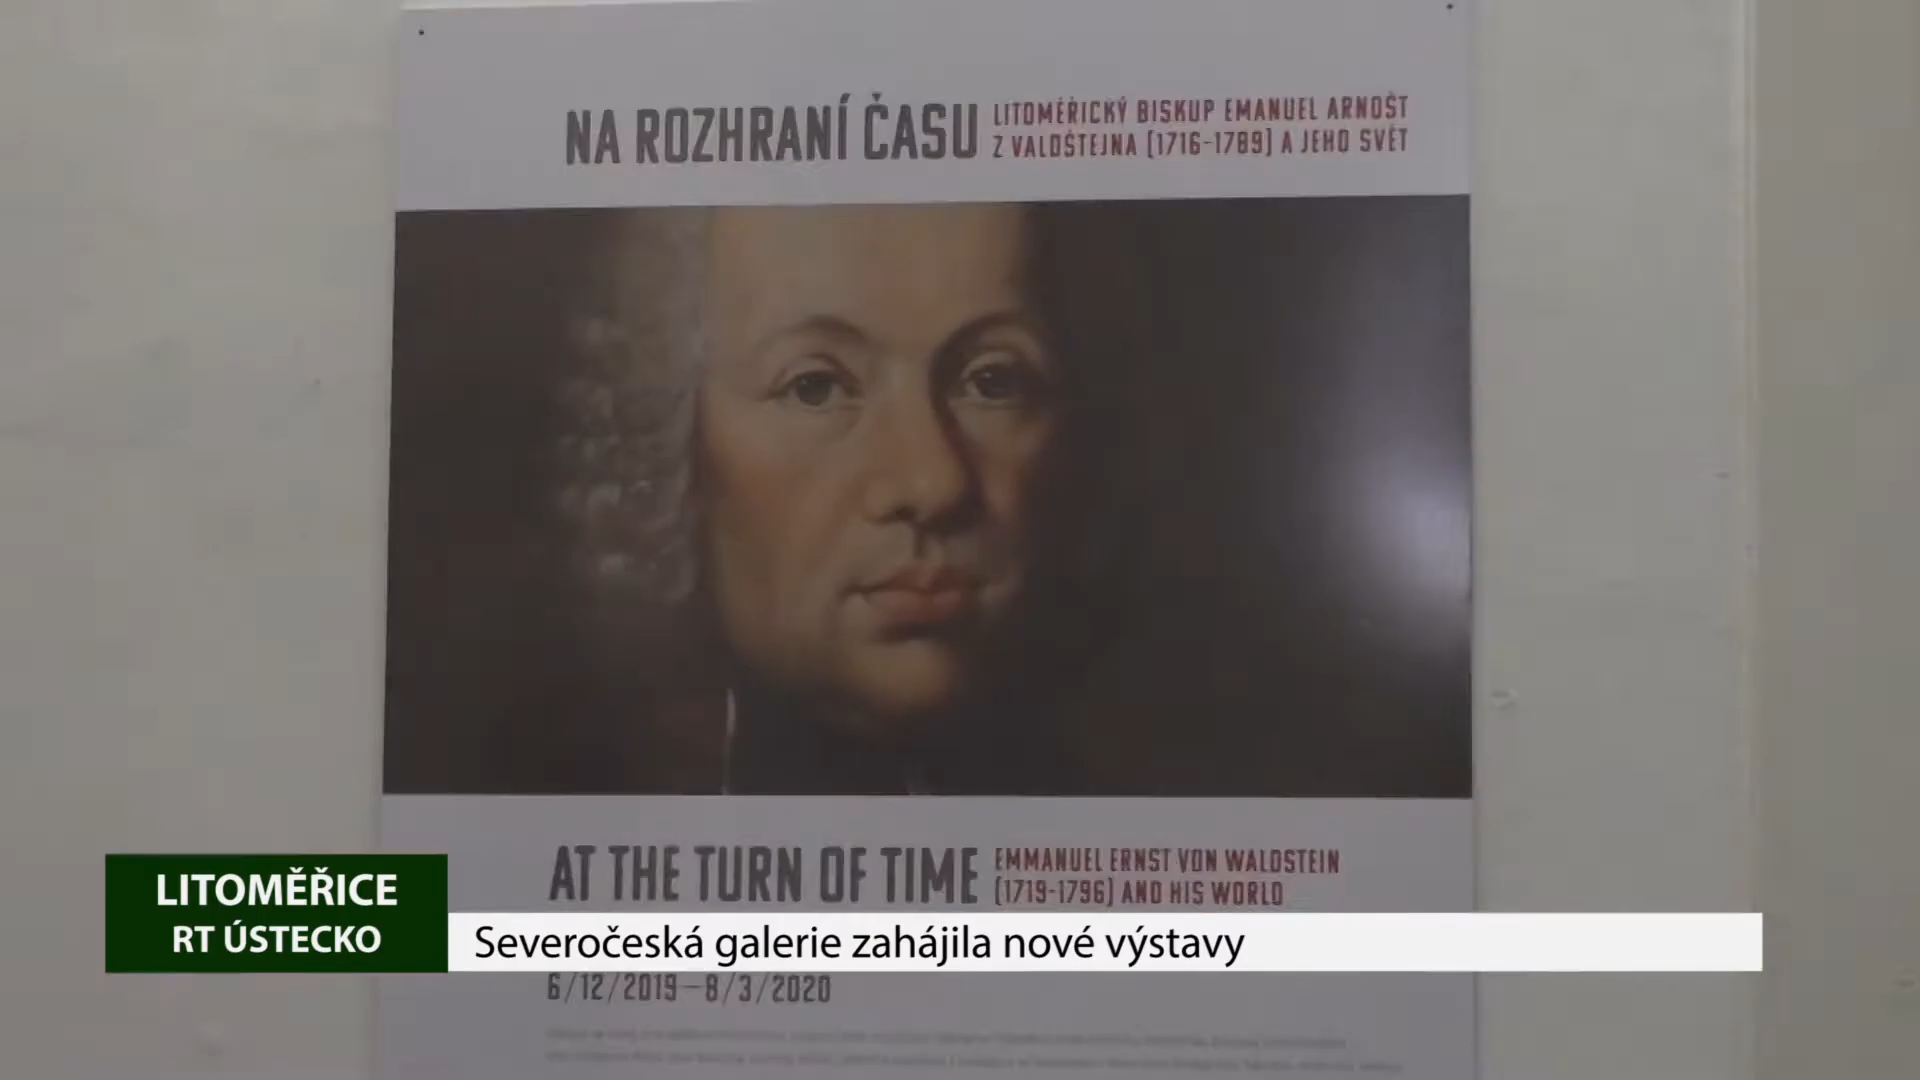 NA ROZHRANÍ ČASU
LITOMĚŘICKÝ BISKUP EMANUEL ARNOŠT
Z VALDŠTEJNA (1716-1789) A JEHO SVĚT
AT THE TURN OF TIME
EMMANUEL ERNST VON WALDSTEIN
(1719-1796) AND HIS WORLD
LITOMĚŘICE
RT ÚSTECKO
Severočeská galerie zahájila nové výstavy
6/12/2019—8/3/2020